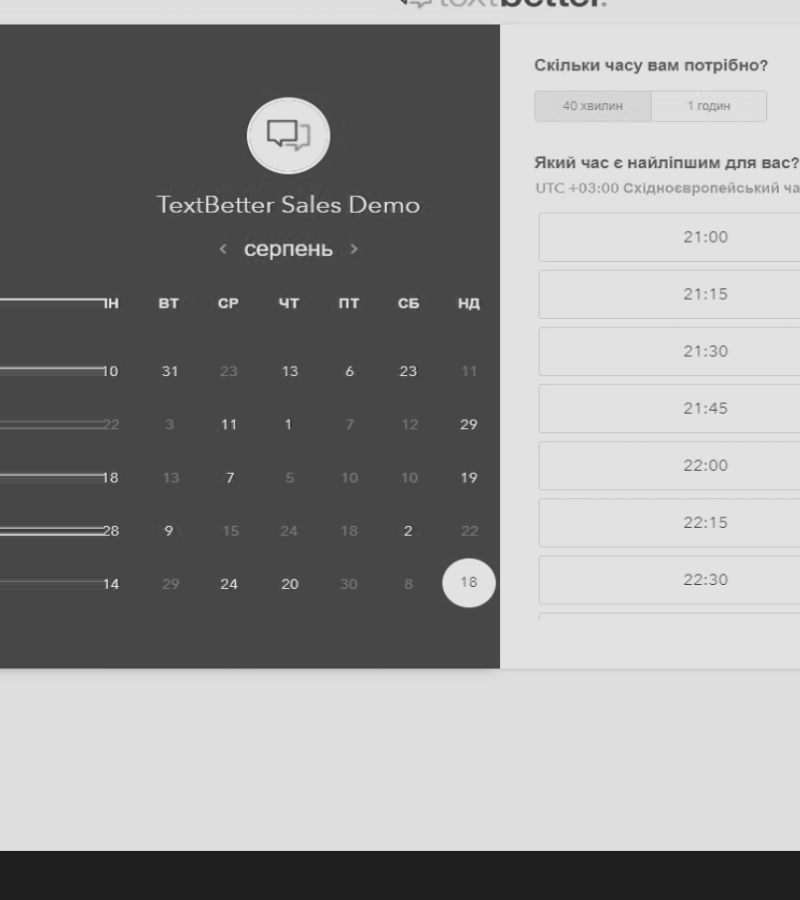 textbetter.
Скільки часу вам потрібно?
40 хвилин 1 годин
Який час є найліпшим для вас?
UTC +03:00 Східноєвропейський ча
TextBetter Sales Demo
< серпень >
ІН ВТ СР ЧТ ПТ СБ НД
10 31 23 13 6 23 11
22 3 11 1 7 12 29
18 13 7 5 10 10 19
28 9 15 24 18 2 22
14 29 24 20 30 8 18
21:00
21:15
21:30
21:45
22:00
22:15
22:30